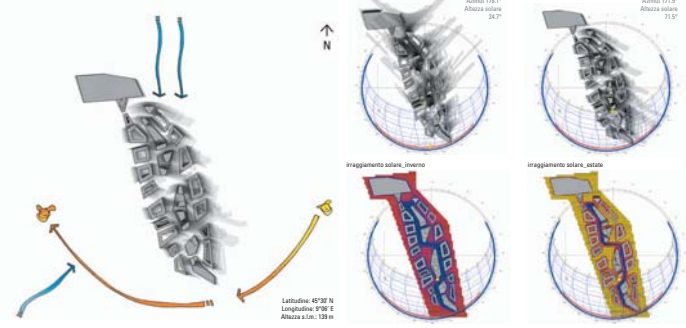 N
Azimut 178.1°
Altezza solare
24.7°
Azimut 171.5°
Altezza solare
71.5°
irraggiamento solare_inverno
irraggiamento solare_estate
Latitudine: 45°30' N
Longitudine: 9°06' E
Altezza s.l.m.: 139 m